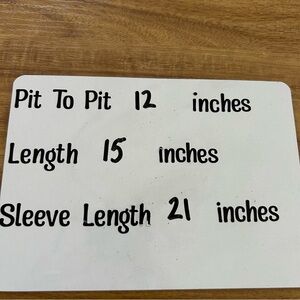 Pit To Pit 12 inches
Length 15 inches
Sleeve Length 21 inches